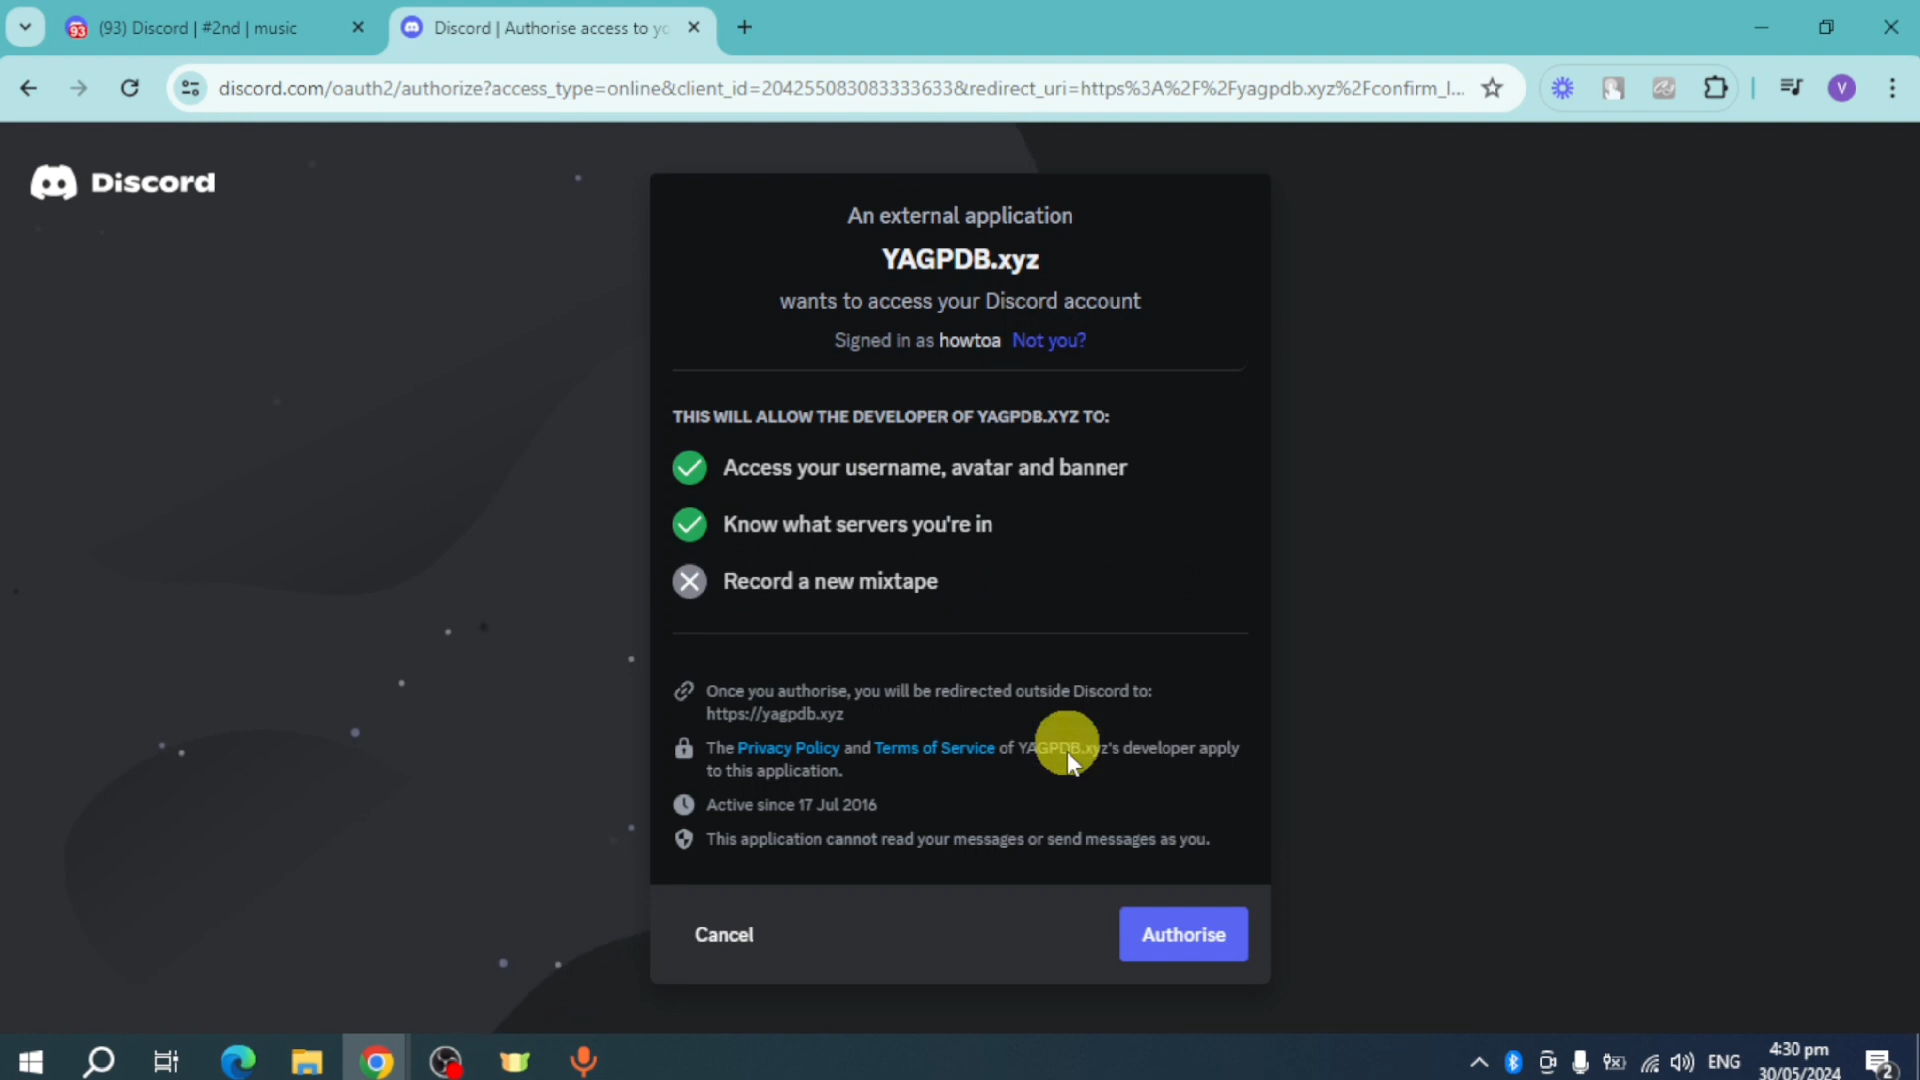 (93) Discord | #2nd | music
Discord | Authorise access to yo
discord.com/oauth2/authorize?access_type=online&client_id=204255083083333633&redirect_uri=https%3A%2F%2Fyagpdb.xyz%2Fconfirm_l...
V
Discord
An external application
YAGPDB.xyz
wants to access your Discord account
Signed in as howtoa Not you?
THIS WILL ALLOW THE DEVELOPER OF YAGPDB.XYZ TO:
Access your username, avatar and banner
Know what servers you're in
Record a new mixtape
Once you authorise, you will be redirected outside Discord to:
https://yagpdb.xyz
The Privacy Policy and Terms of Service of YAGPDB.xyz's developer apply
to this application.
Active since 17 Jul 2016
This application cannot read your messages or send messages as you.
Cancel
Authorise
ENG
4:30 pm
30/05/2024
2